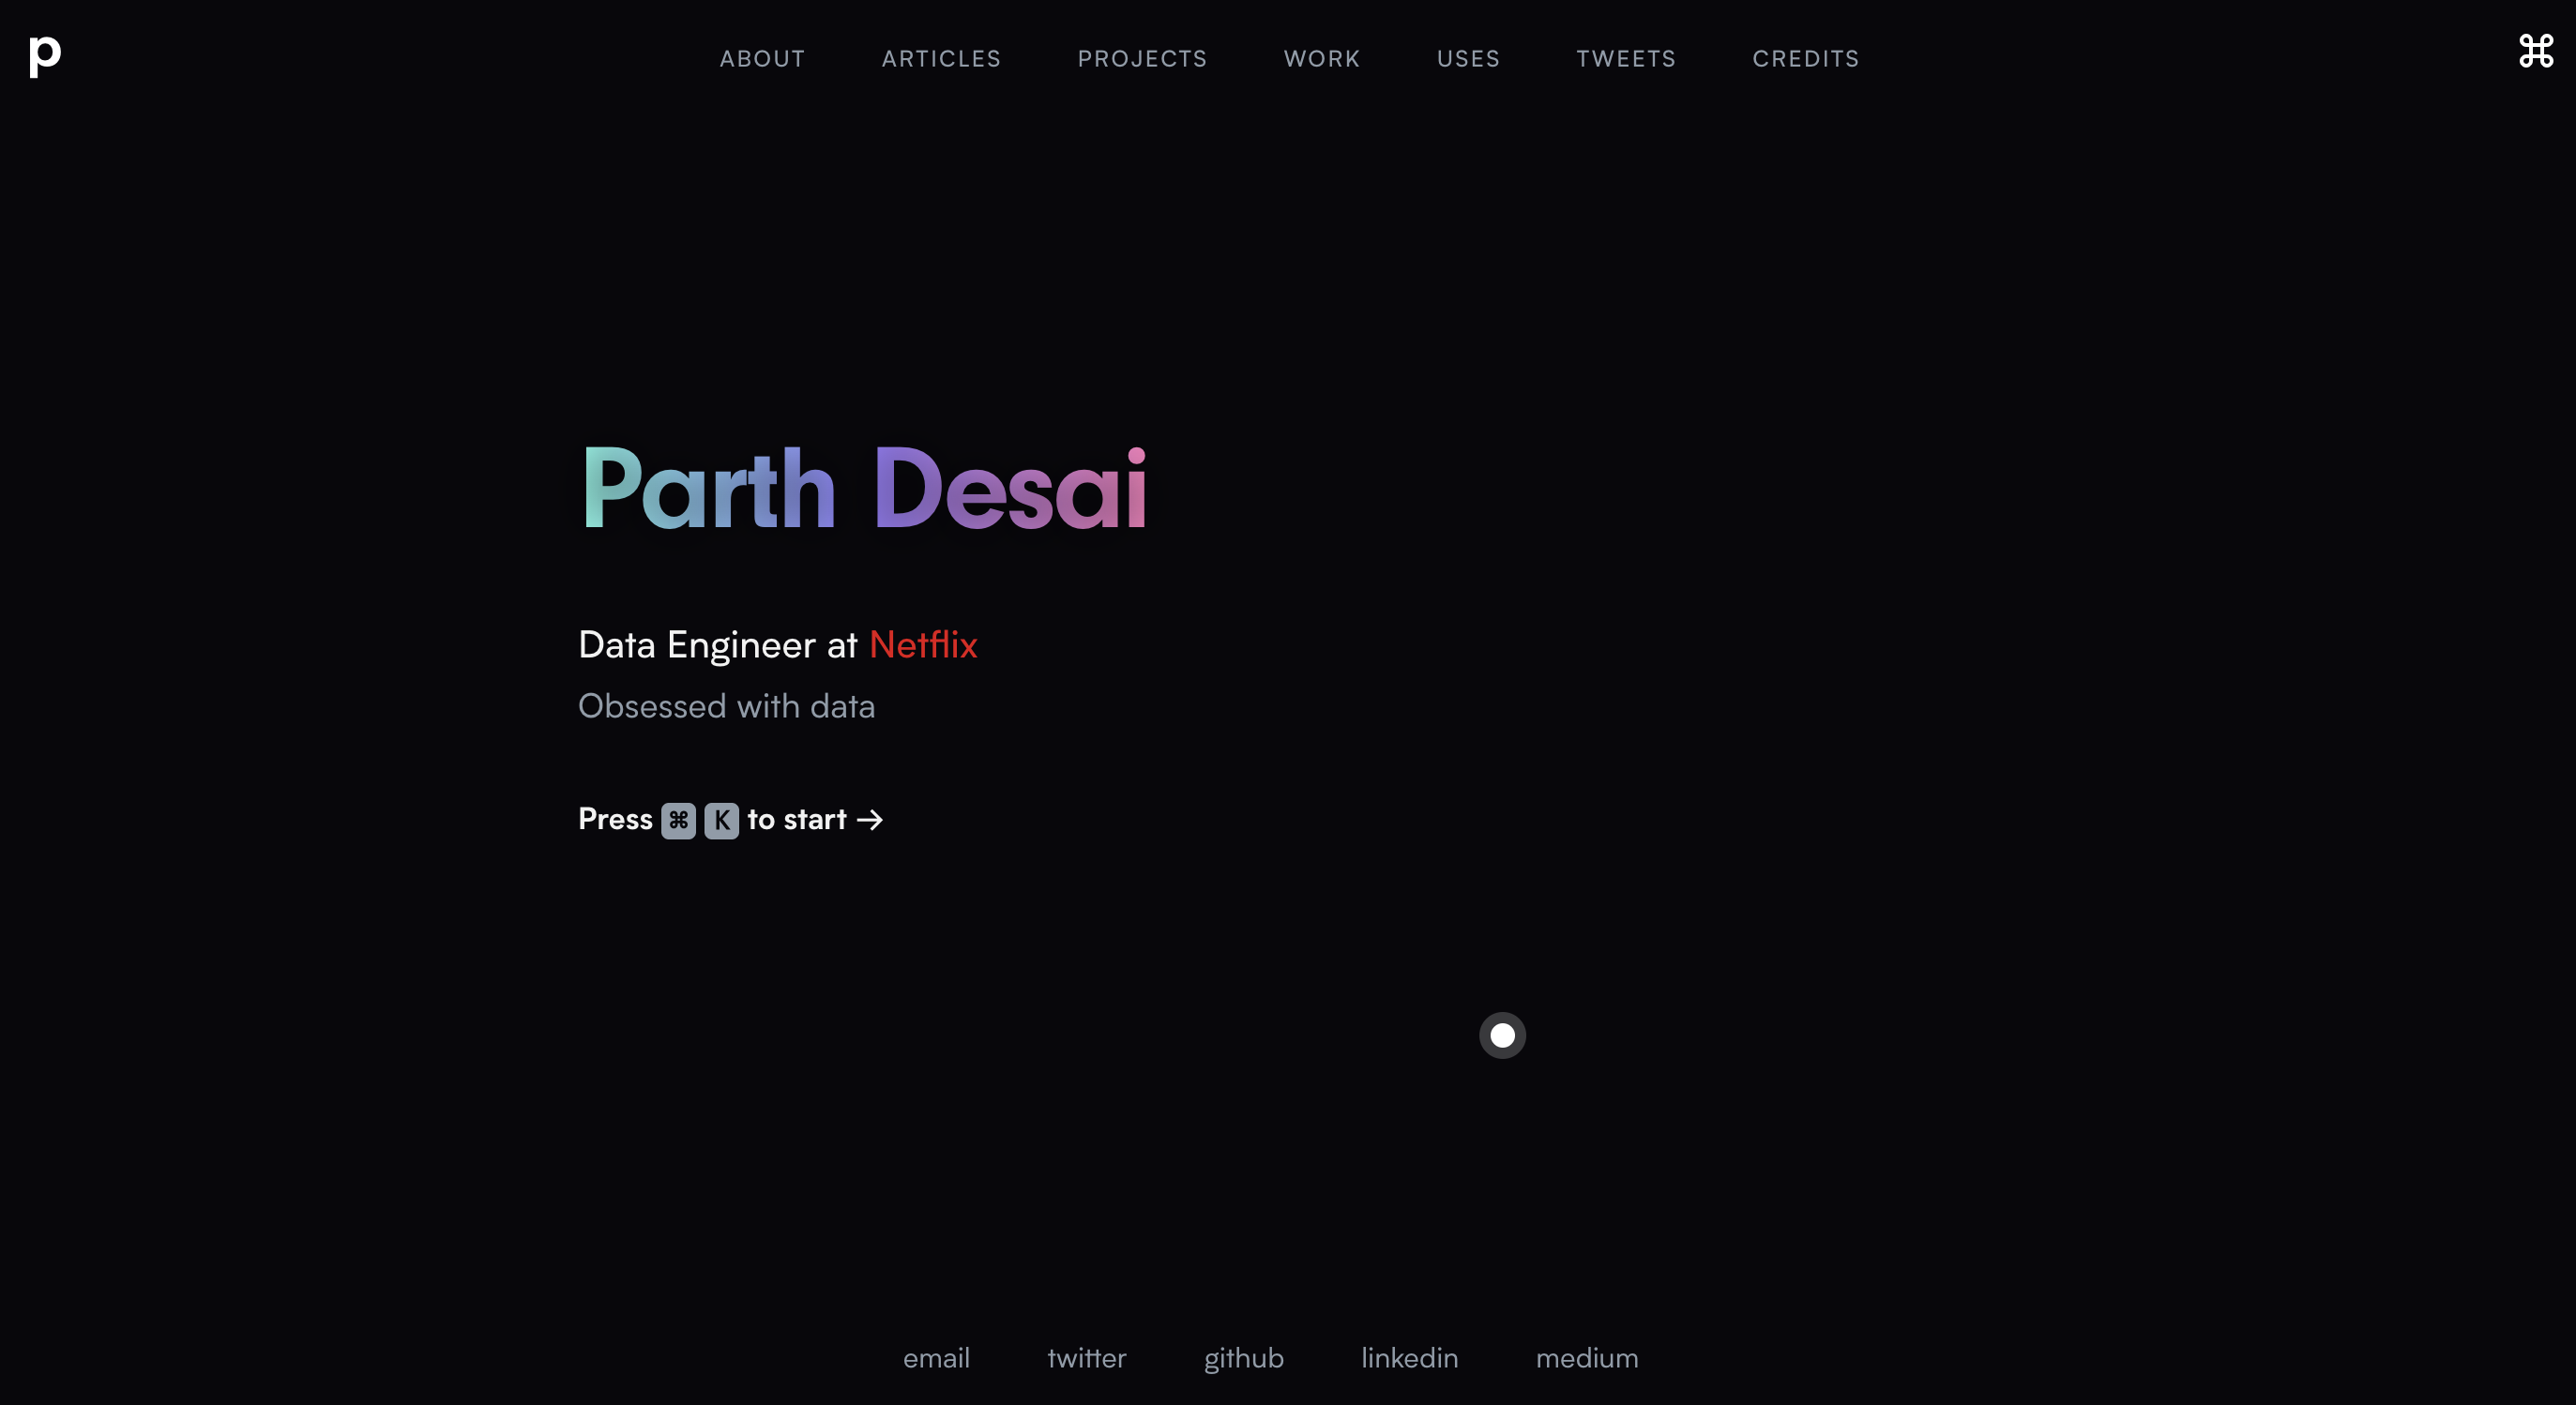 p
ABOUT ARTICLES PROJECTS WORK USES TWEETS CREDITS
⌘
Parth Desai
Data Engineer at Netflix
Obsessed with data
Press ⌘ K to start →
email twitter github linkedin medium